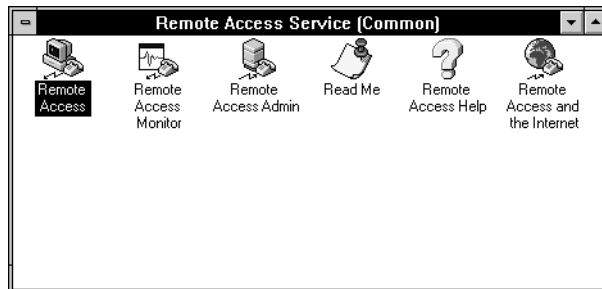 Remote Access Service (Common)
Remote
Access
Remote
Access
Monitor
Remote
Access Admin
Read Me
Remote
Access Help
Remote
Access and
the Internet